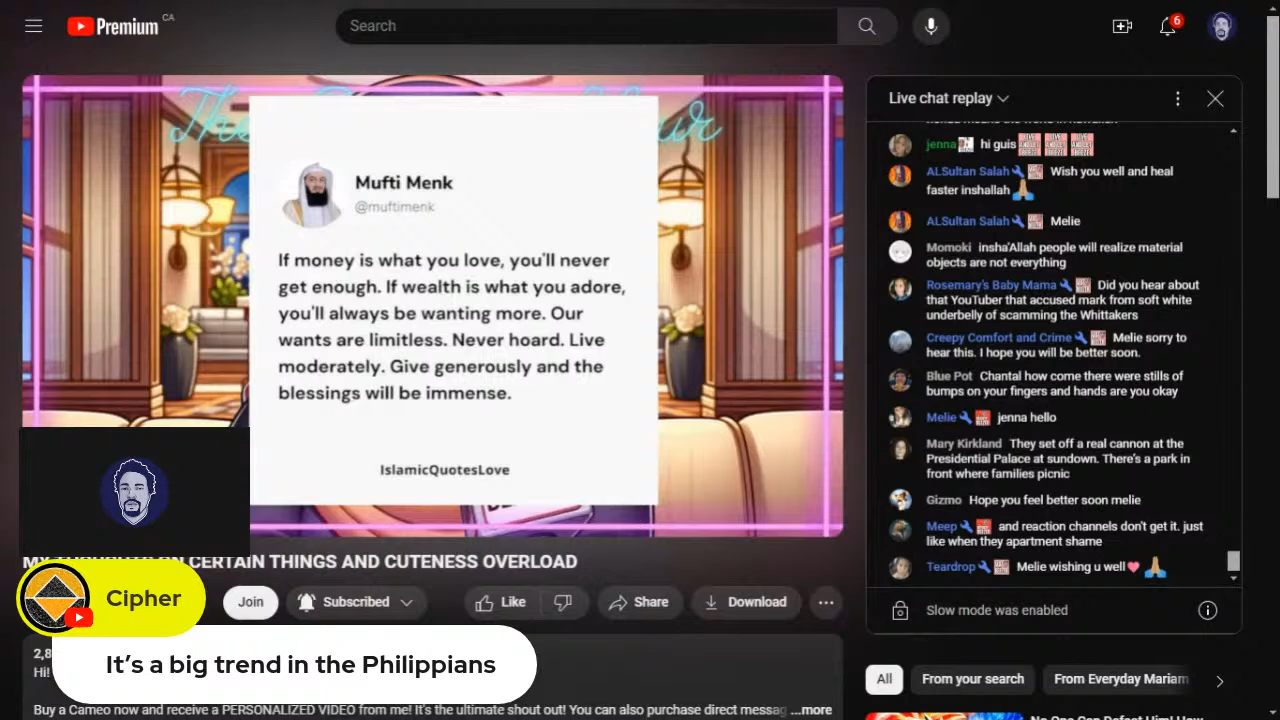 Premium CA
Search
6
The
our
Mufti Menk
@muftimenk
If money is what you love, you'll never
get enough. If wealth is what you adore,
you'll always be wanting more. Our
wants are limitless. Never hoard. Live
moderately. Give generously and the
blessings will be immense.
IslamicQuotesLove
CERTAIN THINGS AND CUTENESS OVERLOAD
Join
Subscribed
Like
Share
Download
Cipher
It's a big trend in the Philippians
2,8
Hi!
Buy a Cameo now and receive a PERSONALIZED VIDEO from me! It's the ultimate shout out! You can also purchase direct messag ...more
Live chat replay
jenna hi guis
ALSultan Salah Wish you well and heal
faster inshallah
ALSultan Salah Melie
Momoki insha'Allah people will realize material
objects are not everything
Rosemary's Baby Mama Did you hear about
that YouTuber that accused mark from soft white
underbelly of scamming the Whittakers
Creepy Comfort and Crime Melie sorry to
hear this. I hope you will be better soon.
Blue Pot Chantal how come there were stills of
bumps on your fingers and hands are you okay
Melie jenna hello
Mary Kirkland They set off a real cannon at the
Presidential Palace at sundown. There's a park in
front where families picnic
Gizmo Hope you feel better soon melie
Meep and reaction channels don't get it. just
like when they apartment shame
Teardrop Melie wishing u well
Slow mode was enabled
All
From your search
From Everyday Mariam
No One Can Defeat Him! How